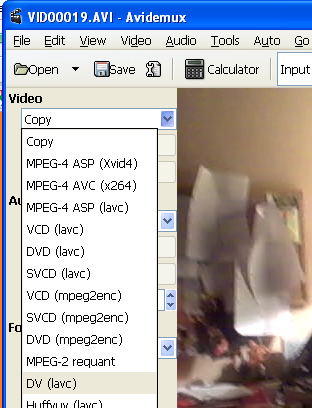 VID00019.AVI - Avidemux
File Edit View Video Audio Tools Auto Go
Open Save Calculator Input
Video
Copy
Copy
MPEG-4 ASP (Xvid4)
MPEG-4 AVC (x264)
MPEG-4 ASP (lavc)
Au
VCD (lavc)
DVD (lavc)
SVCD (lavc)
VCD (mpeg2enc)
SVCD (mpeg2enc)
Fo
DVD (mpeg2enc)
MPEG-2 requant
DV (lavc)
Huffyuv (lavc)